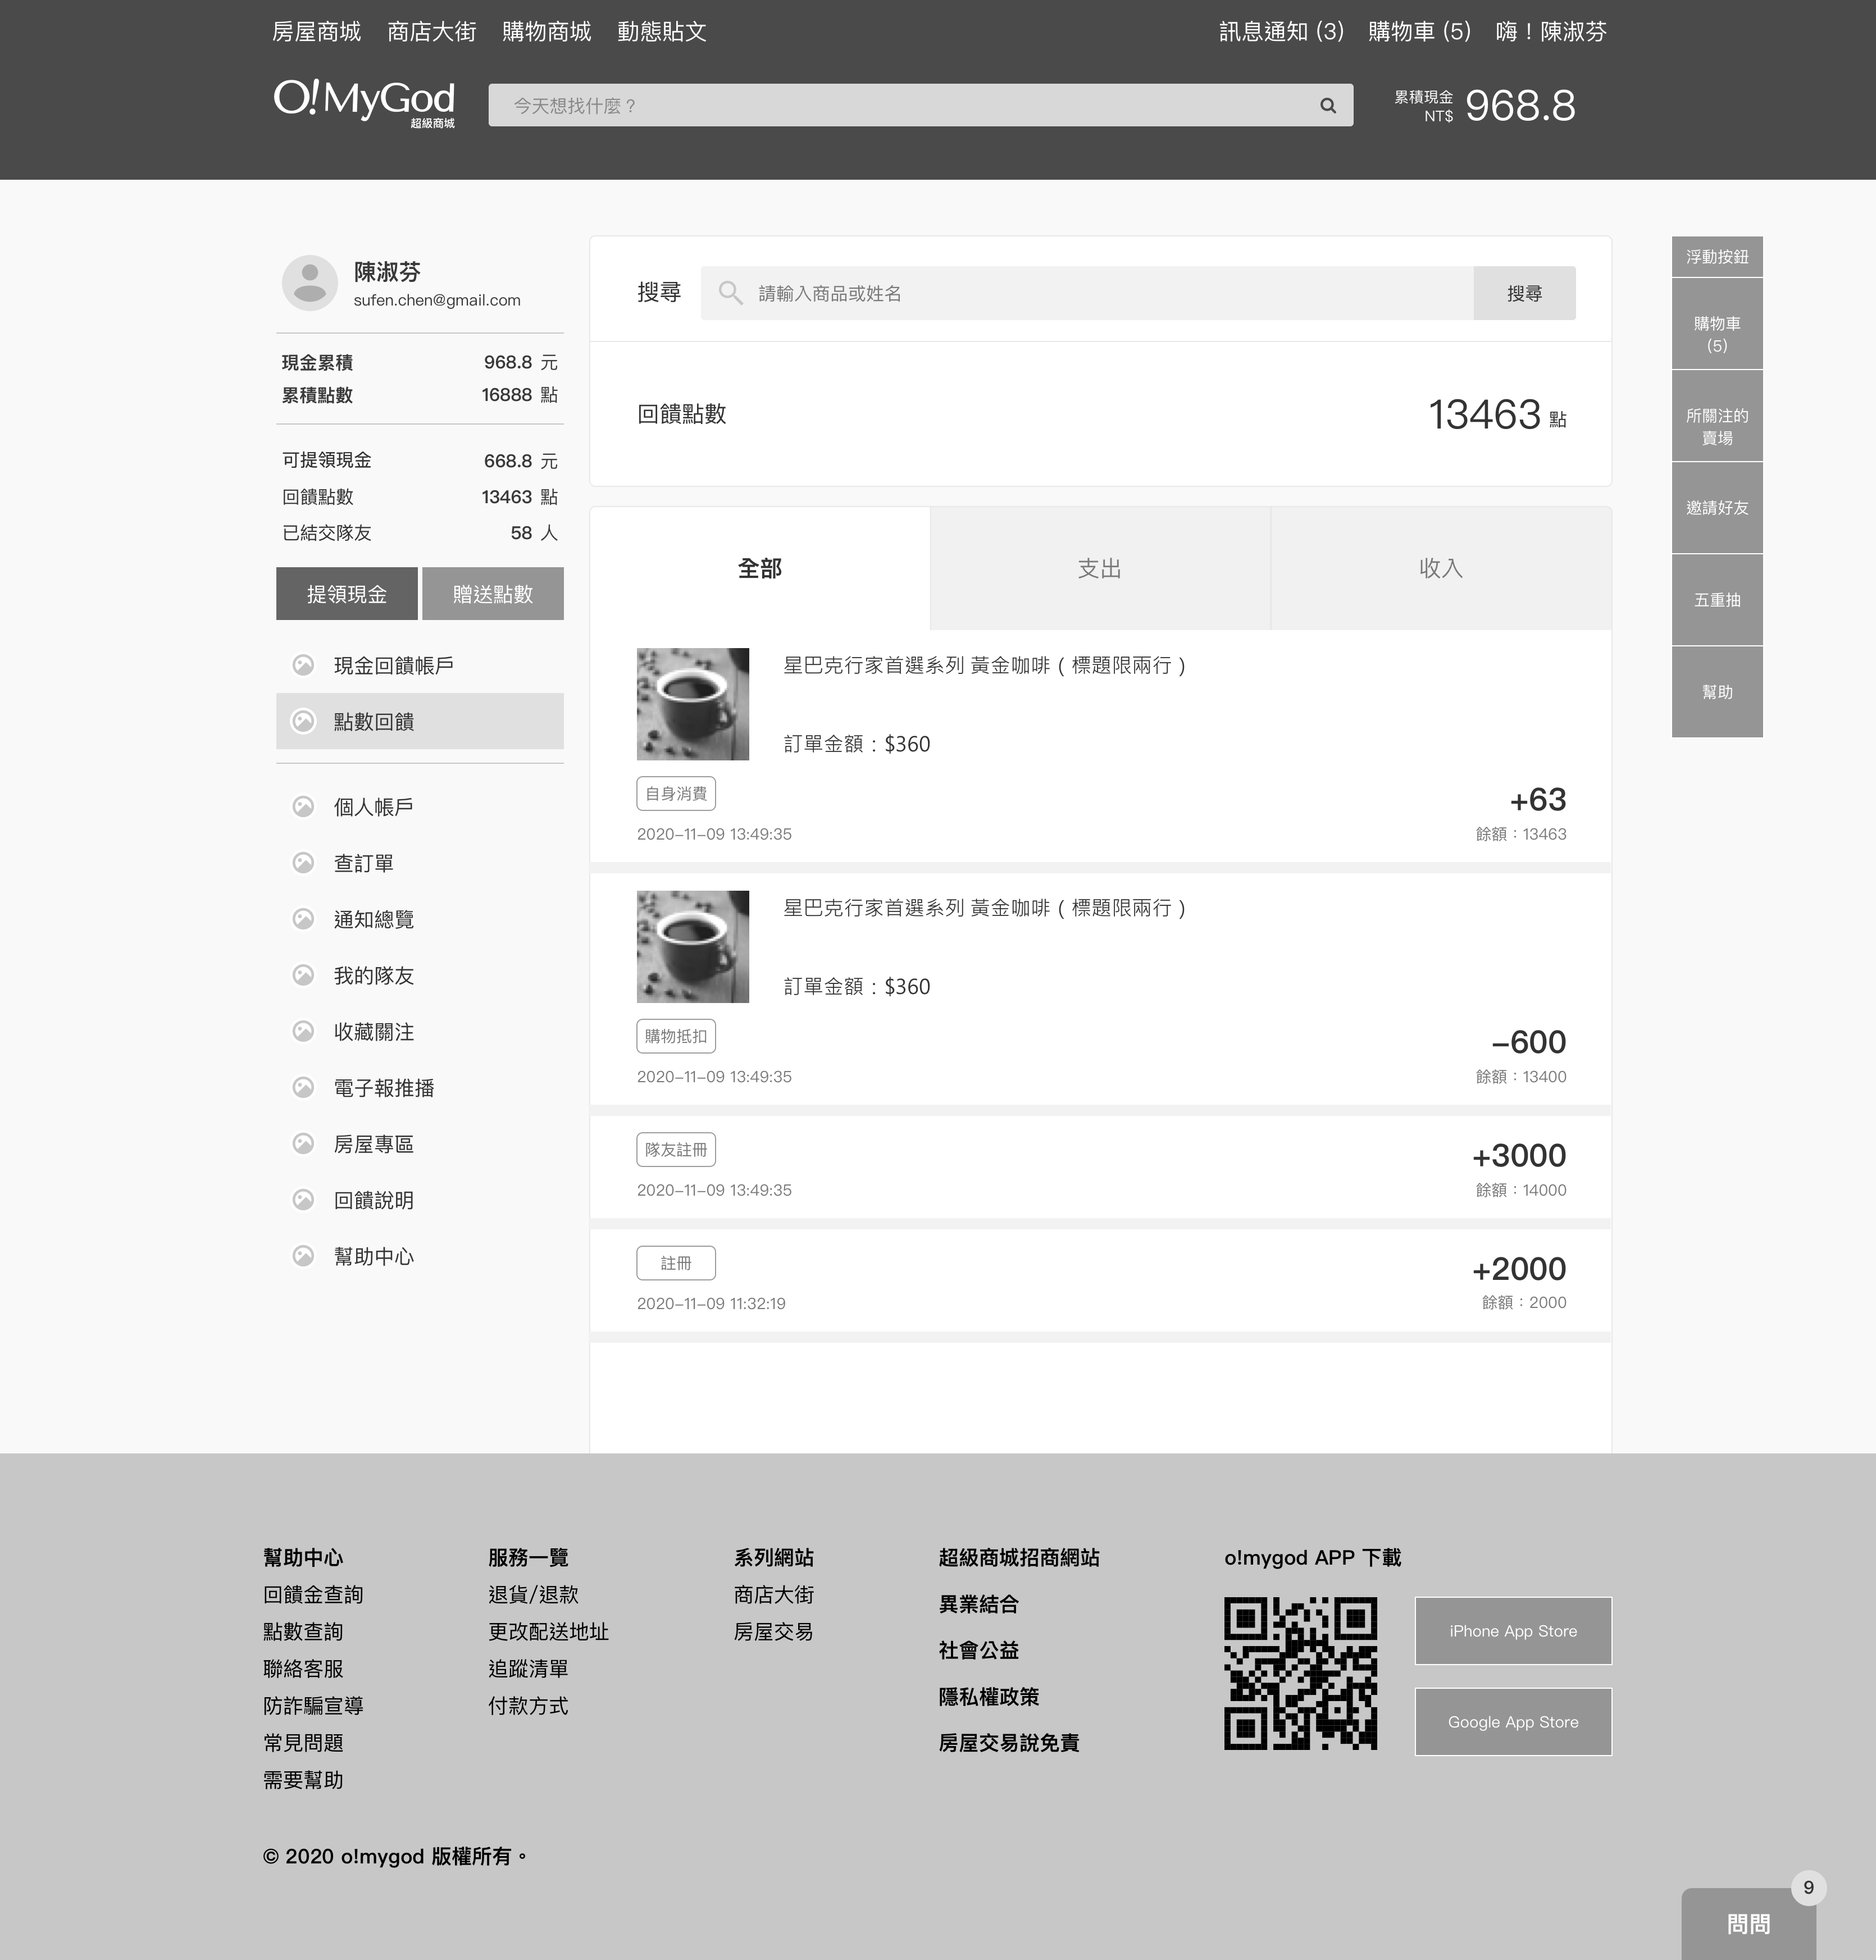 房屋商城 商店大街 購物商城 動態貼文 訊息通知 (3) 購物車 (5) 嗨！陳淑芬
O!MyGod
超級商城
今天想找什麼？
累積現金
NT$
968.8
陳淑芬
sufen.chen@gmail.com
現金累積 968.8 元
累積點數 16888 點
可提領現金 668.8 元
回饋點數 13463 點
已結交隊友 58 人
提領現金 贈送點數
現金回饋帳戶
點數回饋
個人帳戶
查訂單
通知總覽
我的隊友
收藏關注
電子報推播
房屋專區
回饋說明
幫助中心
搜尋 請輸入商品或姓名 搜尋
回饋點數 13463 點
全部 支出 收入
星巴克行家首選系列 黃金咖啡（標題限兩行）
訂單金額：$360
自身消費 +63
2020-11-09 13:49:35 餘額：13463
星巴克行家首選系列 黃金咖啡（標題限兩行）
訂單金額：$360
購物抵扣 -600
2020-11-09 13:49:35 餘額：13400
隊友註冊 +3000
2020-11-09 13:49:35 餘額：14000
註冊 +2000
2020-11-09 11:32:19 餘額：2000
浮動按鈕
購物車
(5)
所關注的
賣場
邀請好友
五重抽
幫助
幫助中心
回饋金查詢
點數查詢
聯絡客服
防詐騙宣導
常見問題
需要幫助
服務一覽
退貨/退款
更改配送地址
追蹤清單
付款方式
系列網站
商店大街
房屋交易
超級商城招商網站
異業結合
社會公益
隱私權政策
房屋交易說免責
o!mygod APP 下載
iPhone App Store
Google App Store
© 2020 o!mygod 版權所有。
9
問問